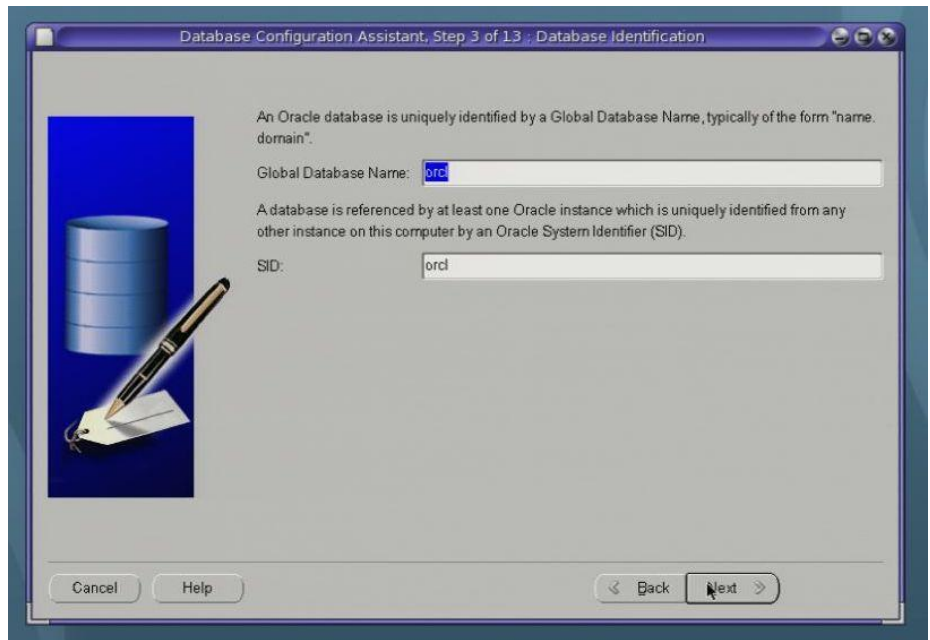 Database Configuration Assistant, Step 3 of 13 : Database Identification
An Oracle database is uniquely identified by a Global Database Name, typically of the form "name.
domain".
Global Database Name: orcl
A database is referenced by at least one Oracle instance which is uniquely identified from any
other instance on this computer by an Oracle System Identifier (SID).
SID: orcl
Cancel Help Back Next